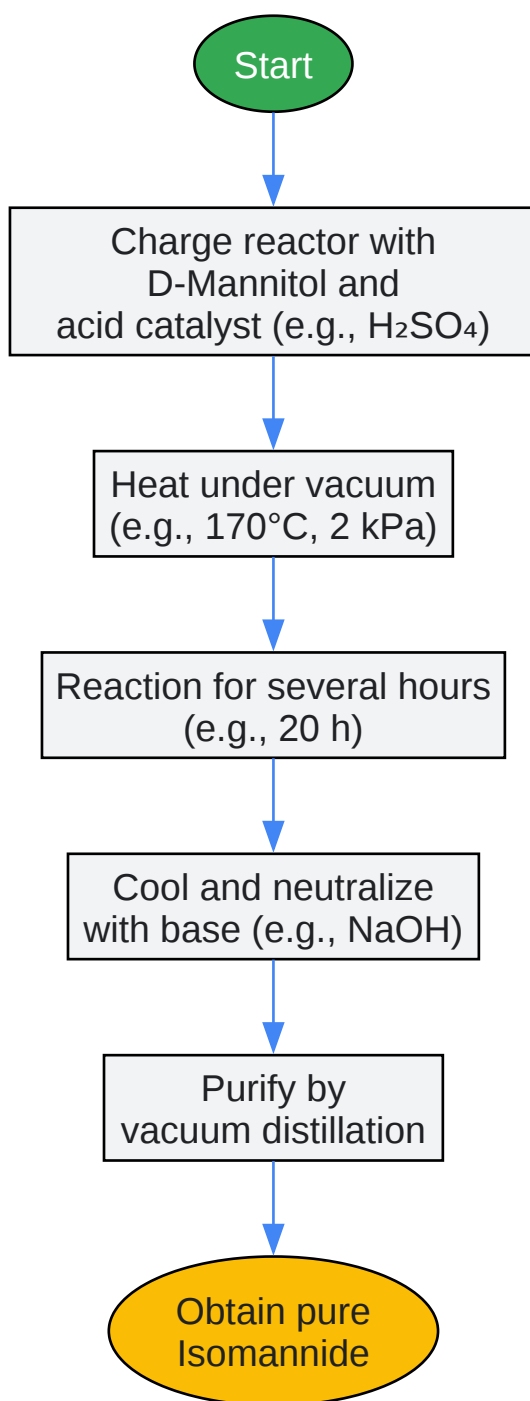 Start
Charge reactor with
D-Mannitol and
acid catalyst (e.g., H₂SO₄)
Heat under vacuum
(e.g., 170°C, 2 kPa)
Reaction for several hours
(e.g., 20 h)
Cool and neutralize
with base (e.g., NaOH)
Purify by
vacuum distillation
Obtain pure
Isomannide